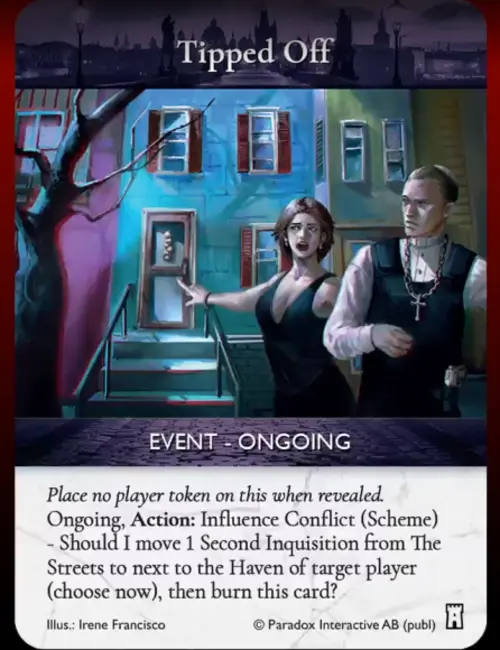 Tipped Off
EVENT - ONGOING
Place no player token on this when revealed.
Ongoing, Action: Influence Conflict (Scheme)
- Should I move 1 Second Inquisition from The
Streets to next to the Haven of target player
(choose now), then burn this card?
Illus.: Irene Francisco
© Paradox Interactive AB (publ)